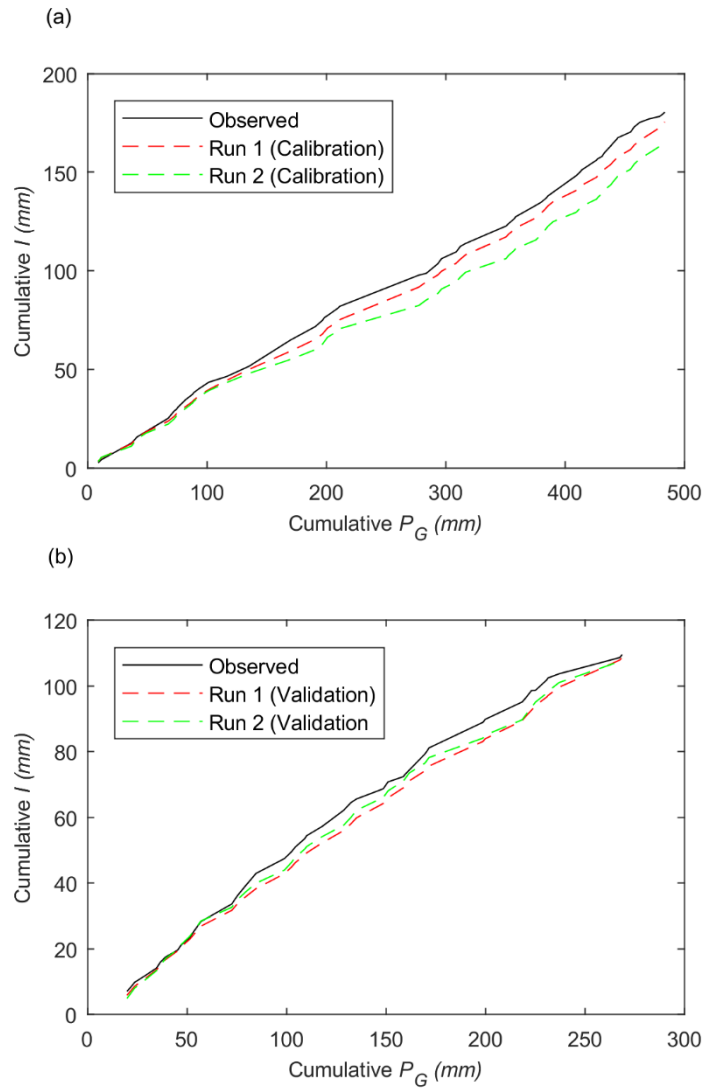 (a)
200
150
100
50
0
0 100 200 300 400 500
Cumulative I (mm)
Cumulative P_G (mm)
Observed
Run 1 (Calibration)
Run 2 (Calibration)
(b)
120
100
80
60
40
20
0
0 50 100 150 200 250 300
Cumulative I (mm)
Cumulative P_G (mm)
Observed
Run 1 (Validation)
Run 2 (Validation